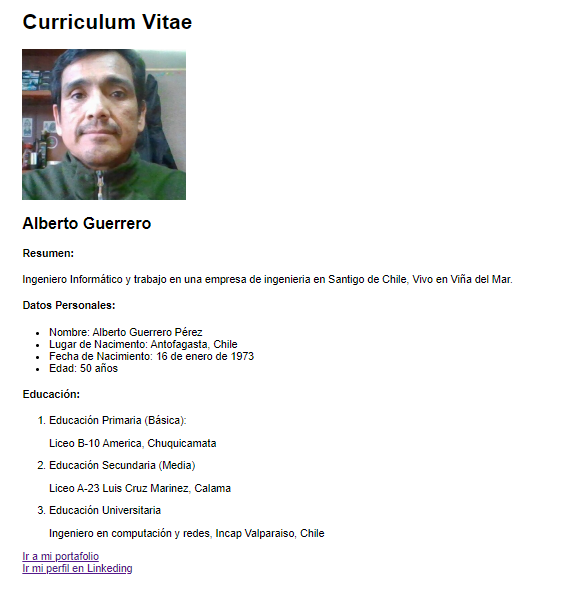 Curriculum Vitae
Alberto Guerrero
Resumen:
Ingeniero Informático y trabajo en una empresa de ingenieria en Santigo de Chile, Vivo en Viña del Mar.
Datos Personales:
• Nombre: Alberto Guerrero Pérez
• Lugar de Nacimento: Antofagasta, Chile
• Fecha de Nacimiento: 16 de enero de 1973
• Edad: 50 años
Educación:
1. Educación Primaria (Básica):
Liceo B-10 America, Chuquicamata
2. Educación Secundaria (Media)
Liceo A-23 Luis Cruz Marinez, Calama
3. Educación Universitaria
Ingeniero en computación y redes, Incap Valparaiso, Chile
Ir a mi portafolio
Ir mi perfil en Linkeding